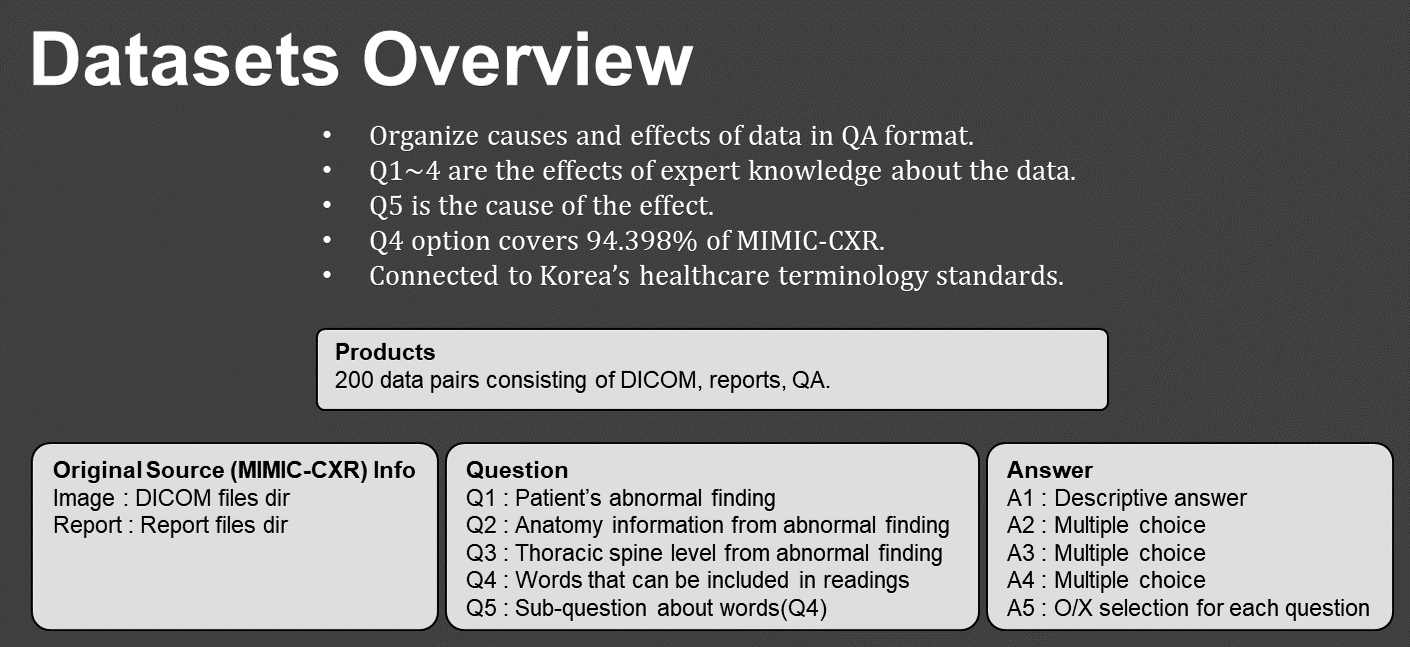 Datasets Overview
• Organize causes and effects of data in QA format.
• Q1~4 are the effects of expert knowledge about the data.
• Q5 is the cause of the effect.
• Q4 option covers 94.398% of MIMIC-CXR.
• Connected to Korea’s healthcare terminology standards.
Products
200 data pairs consisting of DICOM, reports, QA.
Original Source (MIMIC-CXR) Info
Image : DICOM files dir
Report : Report files dir
Question
Q1 : Patient’s abnormal finding
Q2 : Anatomy information from abnormal finding
Q3 : Thoracic spine level from abnormal finding
Q4 : Words that can be included in readings
Q5 : Sub-question about words(Q4)
Answer
A1 : Descriptive answer
A2 : Multiple choice
A3 : Multiple choice
A4 : Multiple choice
A5 : O/X selection for each question